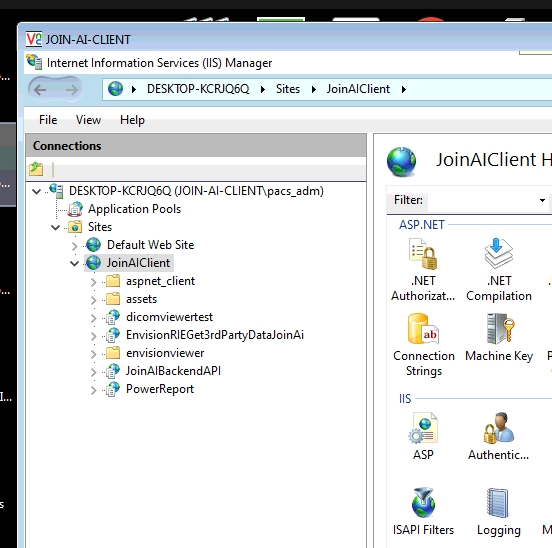 VC JOIN-AI-CLIENT
Internet Information Services (IIS) Manager
DESKTOP-KCRJQ6Q Sites JoinAIClient
File View Help
Connections
DESKTOP-KCRJQ6Q (JOIN-AI-CLIENT\pacs_adm)
Application Pools
Sites
Default Web Site
JoinAIClient
aspnet_client
assets
dicomviewertest
EnvisionRIEGet3rdPartyDataJoinAi
envisionviewer
JoinAIBackendAPI
PowerReport
JoinAIClient H
Filter:
ASP.NET
.NET Authorizat...
.NET Compilation
Connection Strings
Machine Key
IIS
ASP
Authentic...
ISAPI Filters
Logging